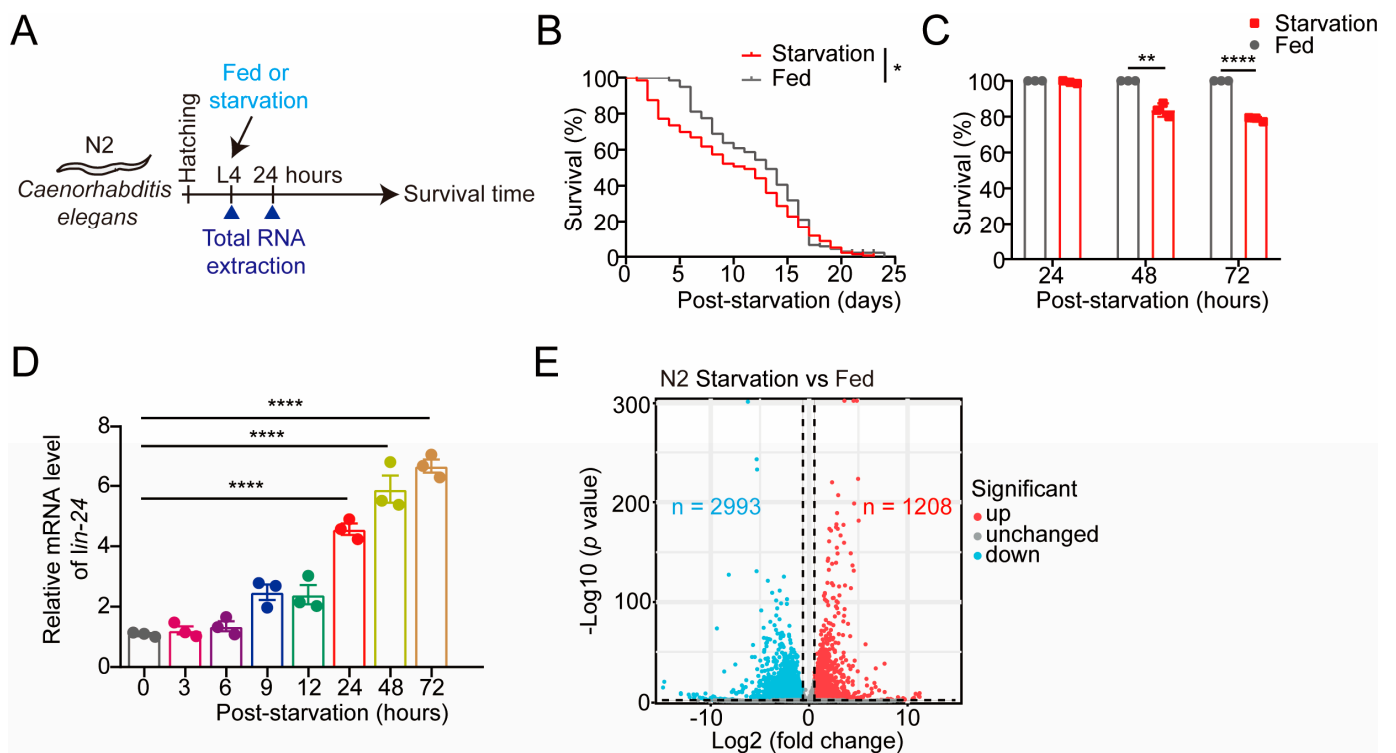 A
Fed or
starvation
N2
Hatching
L4
24 hours
Caenorhabditis
elegans
Survival time
Total RNA
extraction
B
Starvation
Fed
*
Survival (%)
100
80
60
40
20
0
0 5 10 15 20 25
Post-starvation (days)
C
Starvation
Fed
** ****
Survival (%)
100
80
60
40
20
0
24 48 72
Post-starvation (hours)
D
Relative mRNA level
of lin-24
****
****
****
8
6
4
2
0
0 3 6 9 12 24 48 72
Post-starvation (hours)
E
N2 Starvation vs Fed
-Log10 (p value)
300
200
100
0
n = 2993
n = 1208
-10 0 10
Log2 (fold change)
Significant
up
unchanged
down